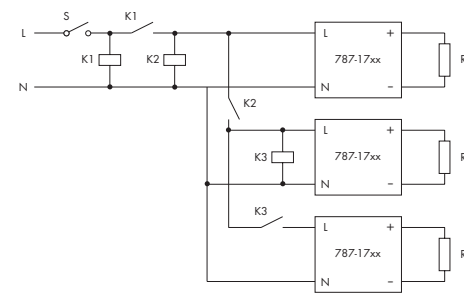 S K1
L L +
K1 K2 787-17xx R
N N –
K2
L +
K3 787-17xx R
N –
K3
L +
787-17xx R
N –